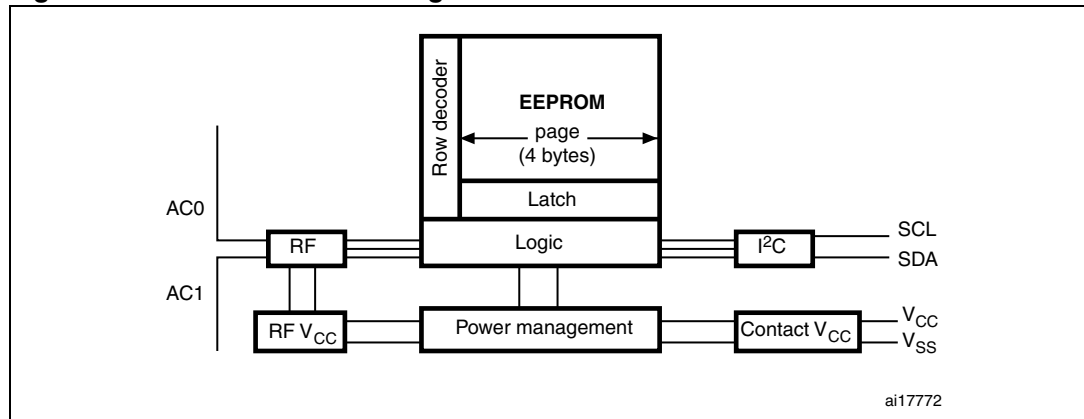 Row decoder
EEPROM
page
(4 bytes)
Latch
AC0
SCL
RF
Logic
I²C
SDA
AC1
RF VCC
Power management
Contact VCC
VCC
VSS
ai17772